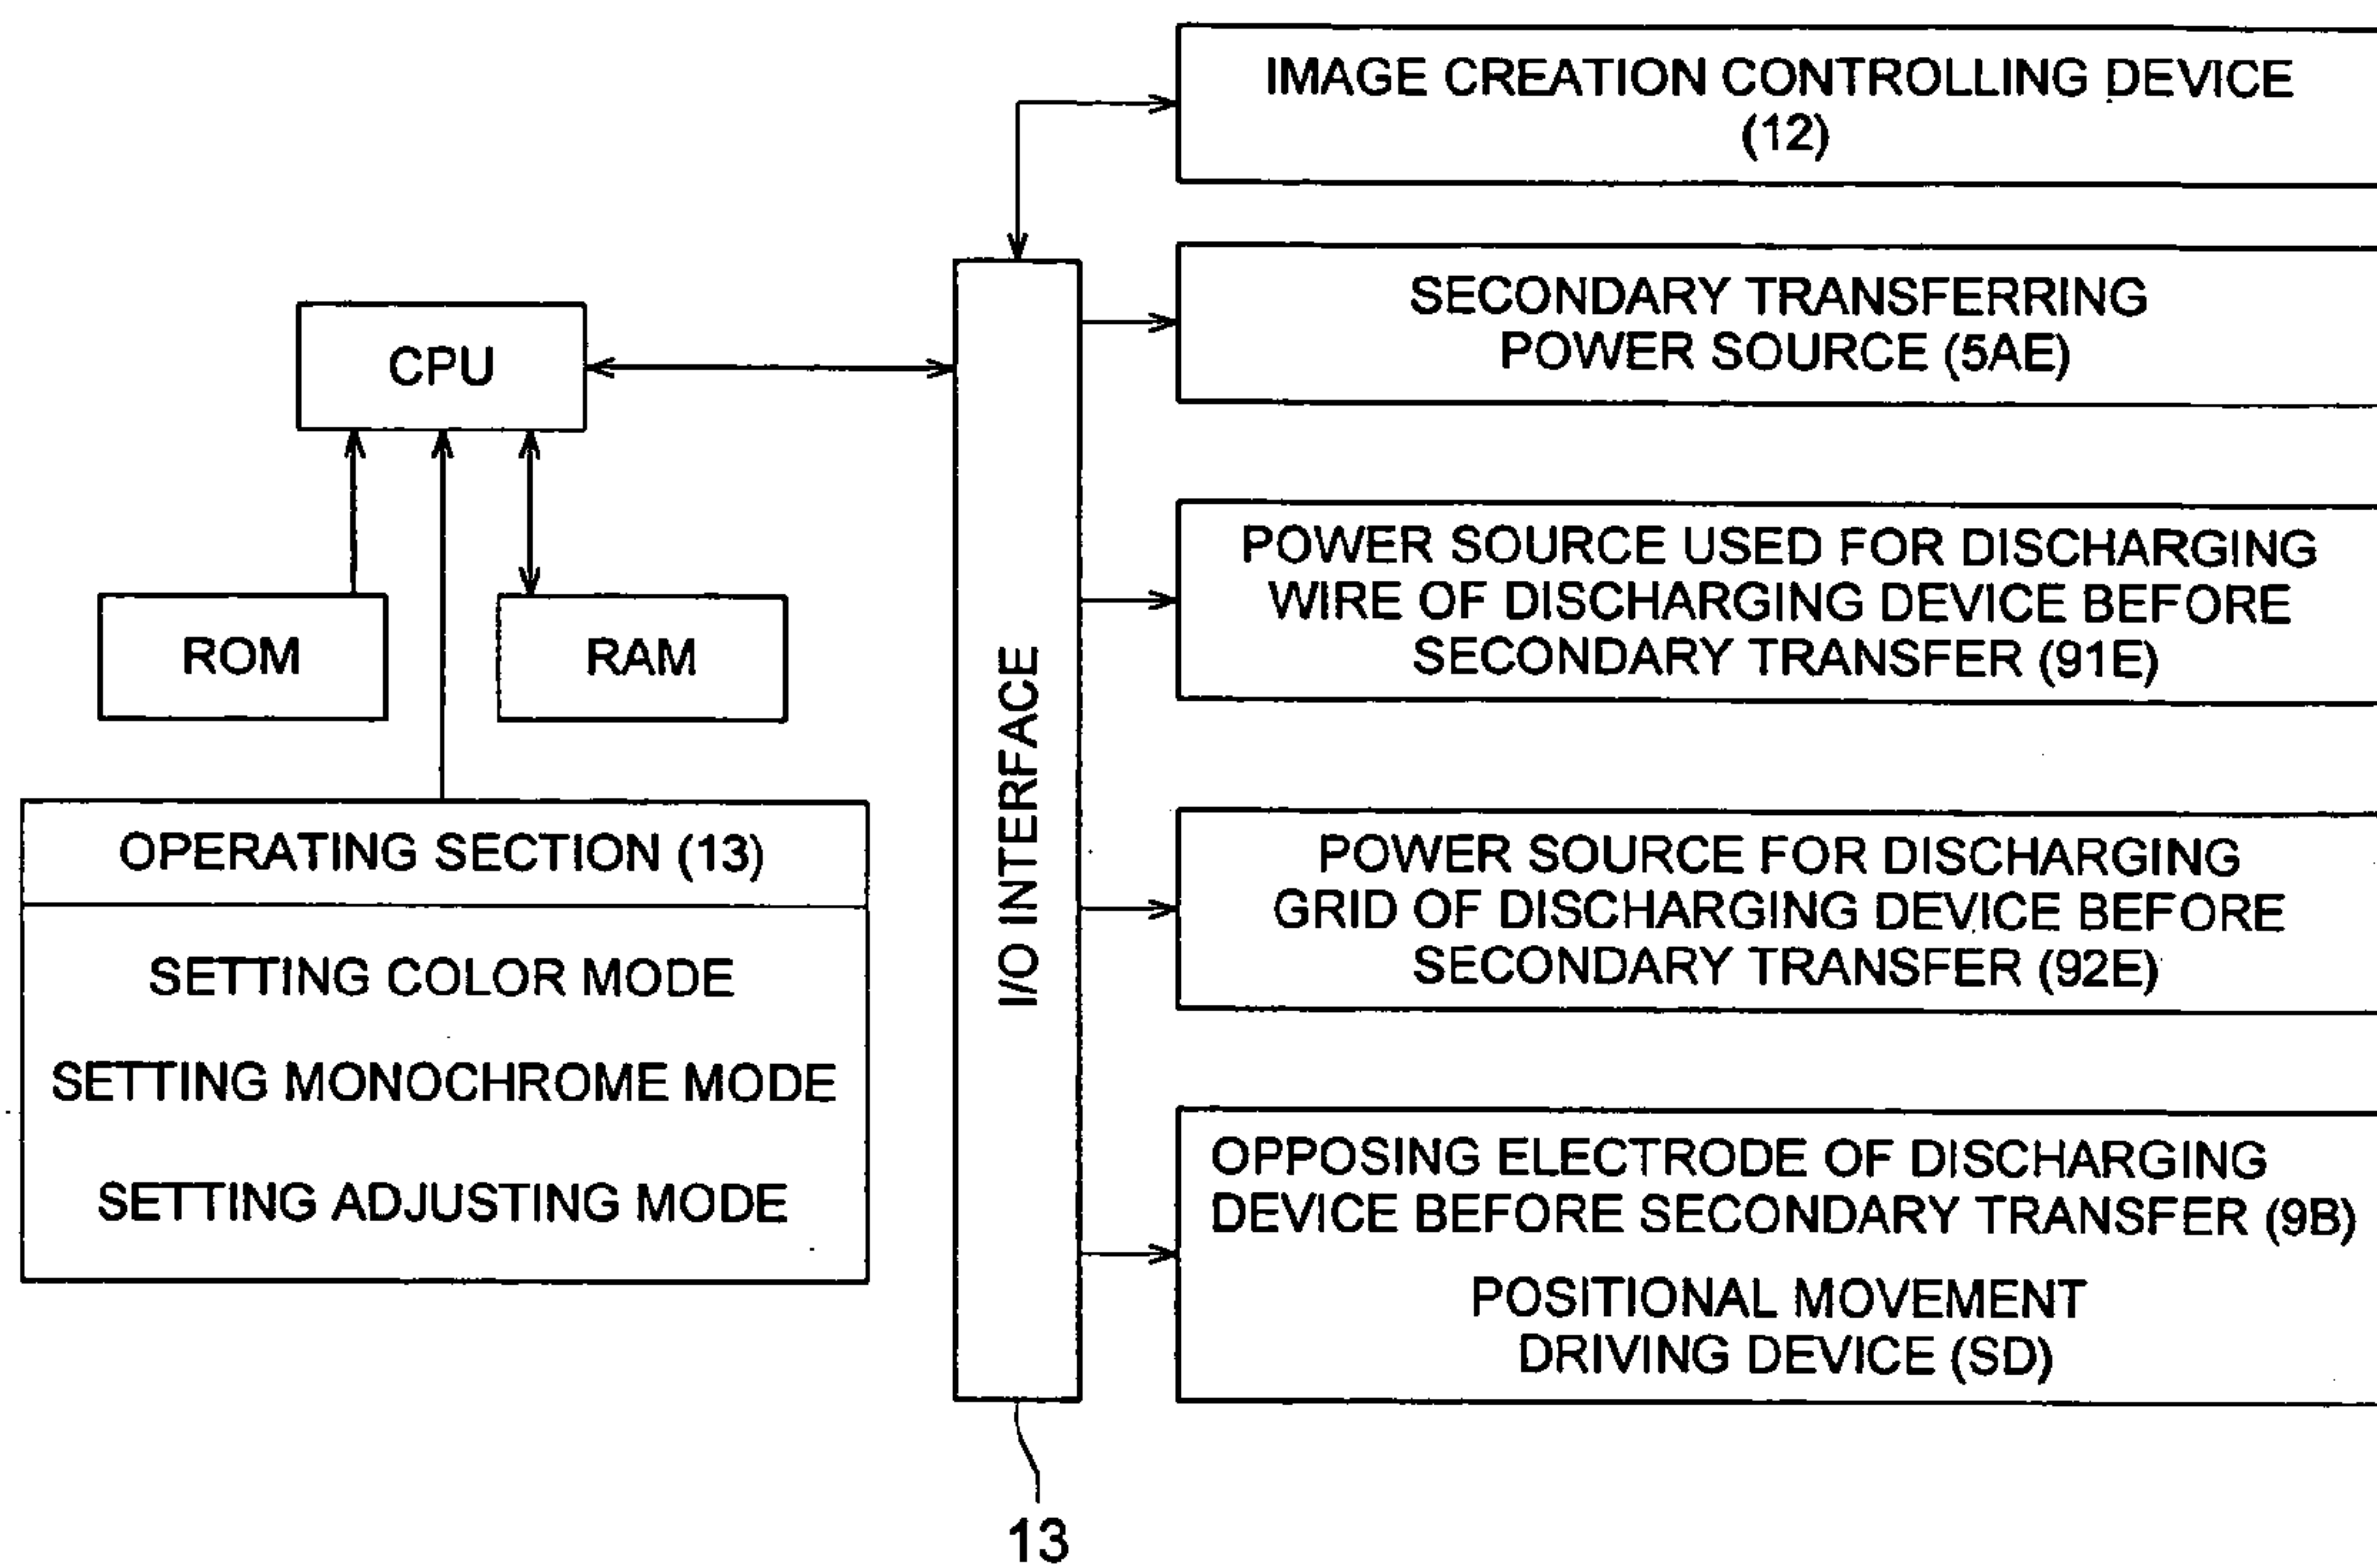 IMAGE CREATION CONTROLLING DEVICE
(12)
SECONDARY TRANSFERRING
POWER SOURCE (5AE)
CPU
POWER SOURCE USED FOR DISCHARGING
WIRE OF DISCHARGING DEVICE BEFORE
SECONDARY TRANSFER (91E)
ROM
RAM
I/O INTERFACE
OPERATING SECTION (13)
SETTING COLOR MODE
SETTING MONOCHROME MODE
SETTING ADJUSTING MODE
POWER SOURCE FOR DISCHARGING
GRID OF DISCHARGING DEVICE BEFORE
SECONDARY TRANSFER (92E)
OPPOSING ELECTRODE OF DISCHARGING
DEVICE BEFORE SECONDARY TRANSFER (9B)
POSITIONAL MOVEMENT
DRIVING DEVICE (SD)
13